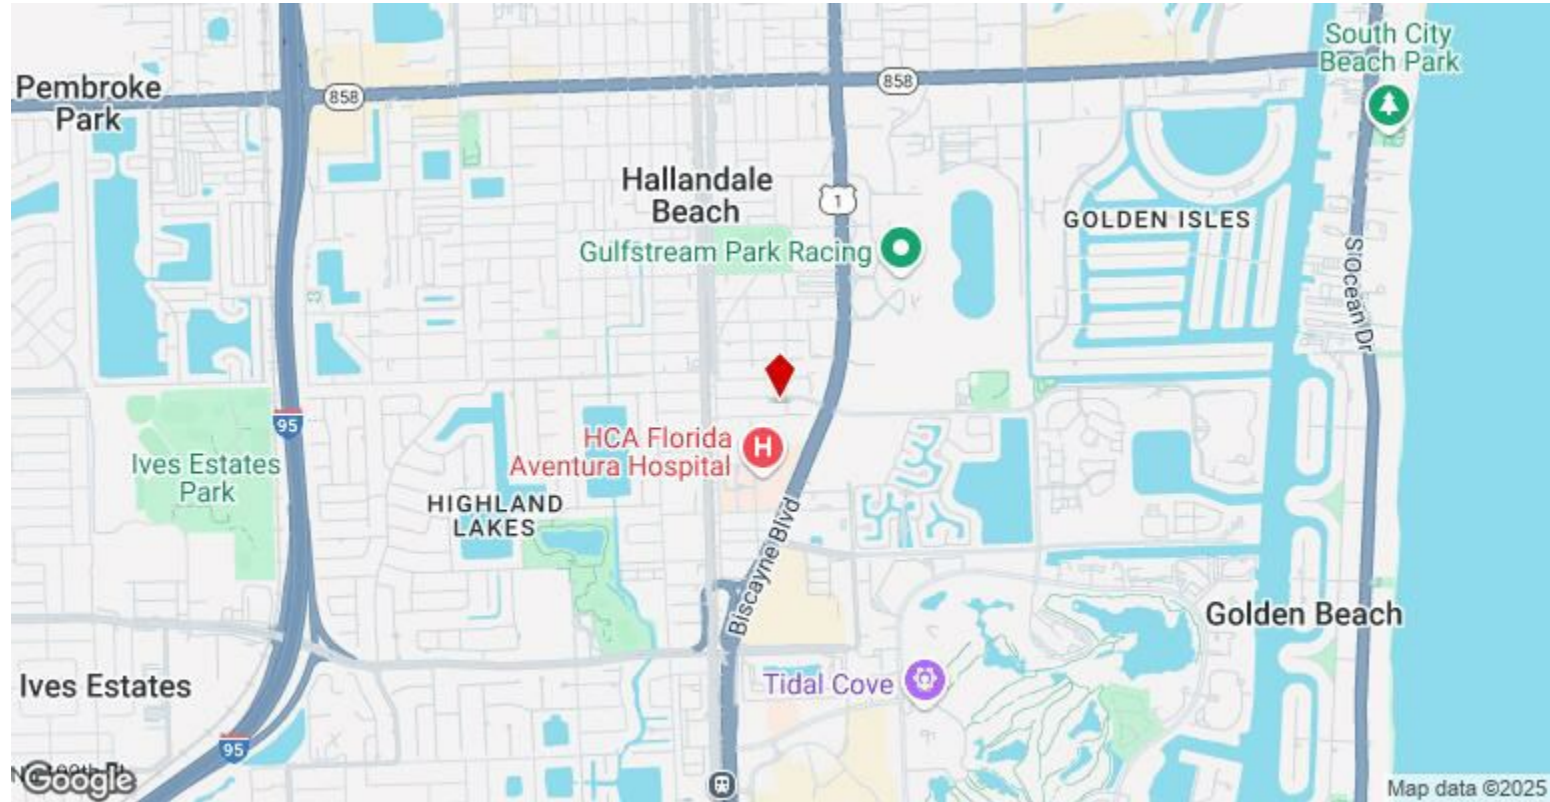 South City
Beach Park
Pembroke
Park
858
858
Hallandale
Beach
1
GOLDEN ISLES
Gulfstream Park Racing
S Ocean Dr
95
HCA Florida
Aventura Hospital
H
Ives Estates
Park
HIGHLAND
LAKES
Biscayne Blvd
Golden Beach
Ives Estates
Tidal Cove
95
Google
Map data ©2025